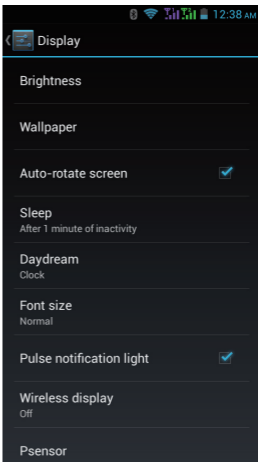 12:38 AM
Display
Brightness
Wallpaper
Auto-rotate screen
Sleep
After 1 minute of inactivity
Daydream
Clock
Font size
Normal
Pulse notification light
Wireless display
Off
Psensor